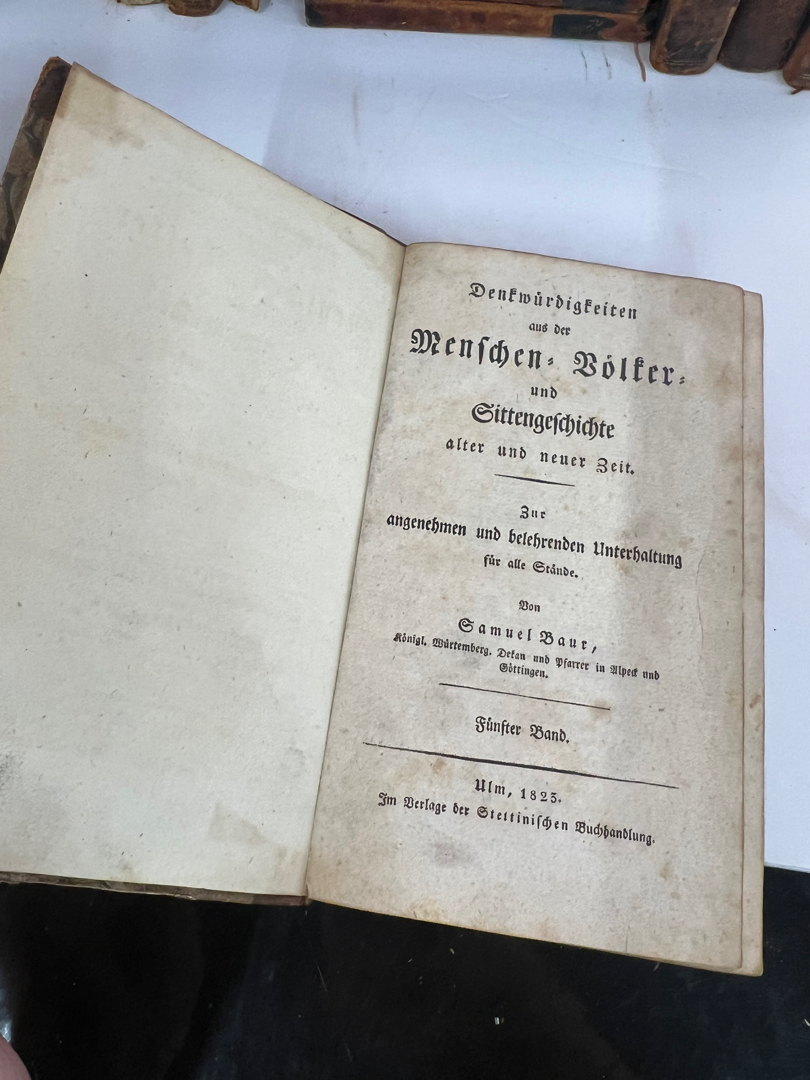 Denkwürdigkeiten
aus der
Menschen- Völker-
und
Sittengeschichte
alter und neuer Zeit.
Zur
angenehmen und belehrenden Unterhaltung
für alle Stände.
Von
Samuel Baur,
Königl. Würtemberg. Dekan und Pfarrer in Alpeck und
Göttingen.
Fünfter Band.
Ulm, 1823.
Im Verlage der Stettinischen Buchhandlung.